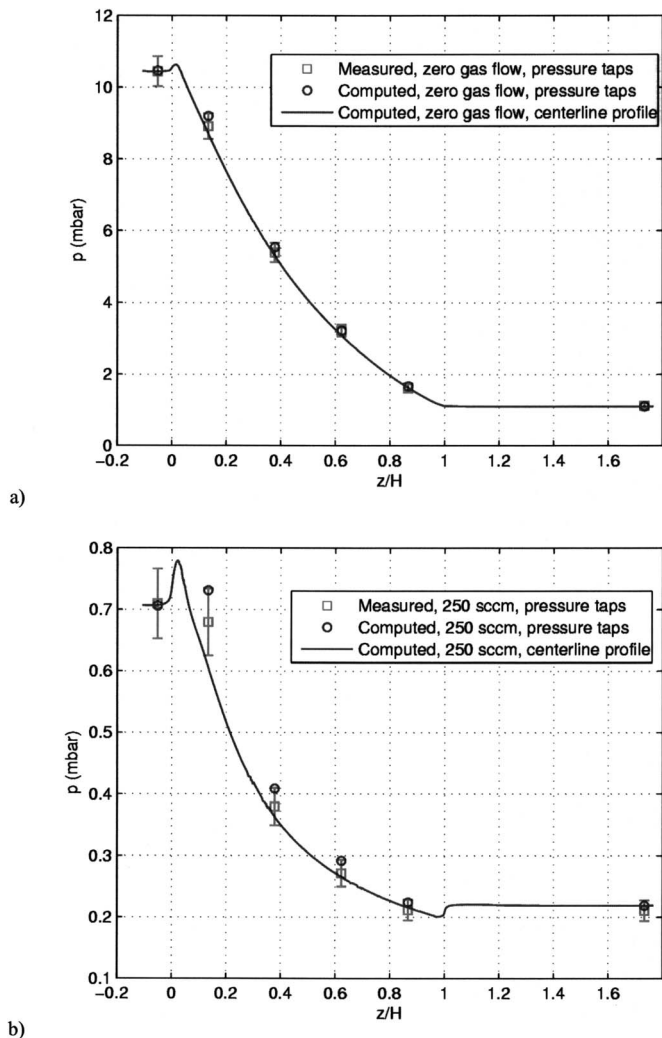 12
10
8
6
4
2
0
p (mbar)
Measured, zero gas flow, pressure taps
Computed, zero gas flow, pressure taps
Computed, zero gas flow, centerline profile
−0.2 0 0.2 0.4 0.6 0.8 1 1.2 1.4 1.6
z/H
a)
0.8
0.7
0.6
0.5
0.4
0.3
0.2
0.1
p (mbar)
Measured, 250 sccm, pressure taps
Computed, 250 sccm, pressure taps
Computed, 250 sccm, centerline profile
−0.2 0 0.2 0.4 0.6 0.8 1 1.2 1.4 1.6
z/H
b)